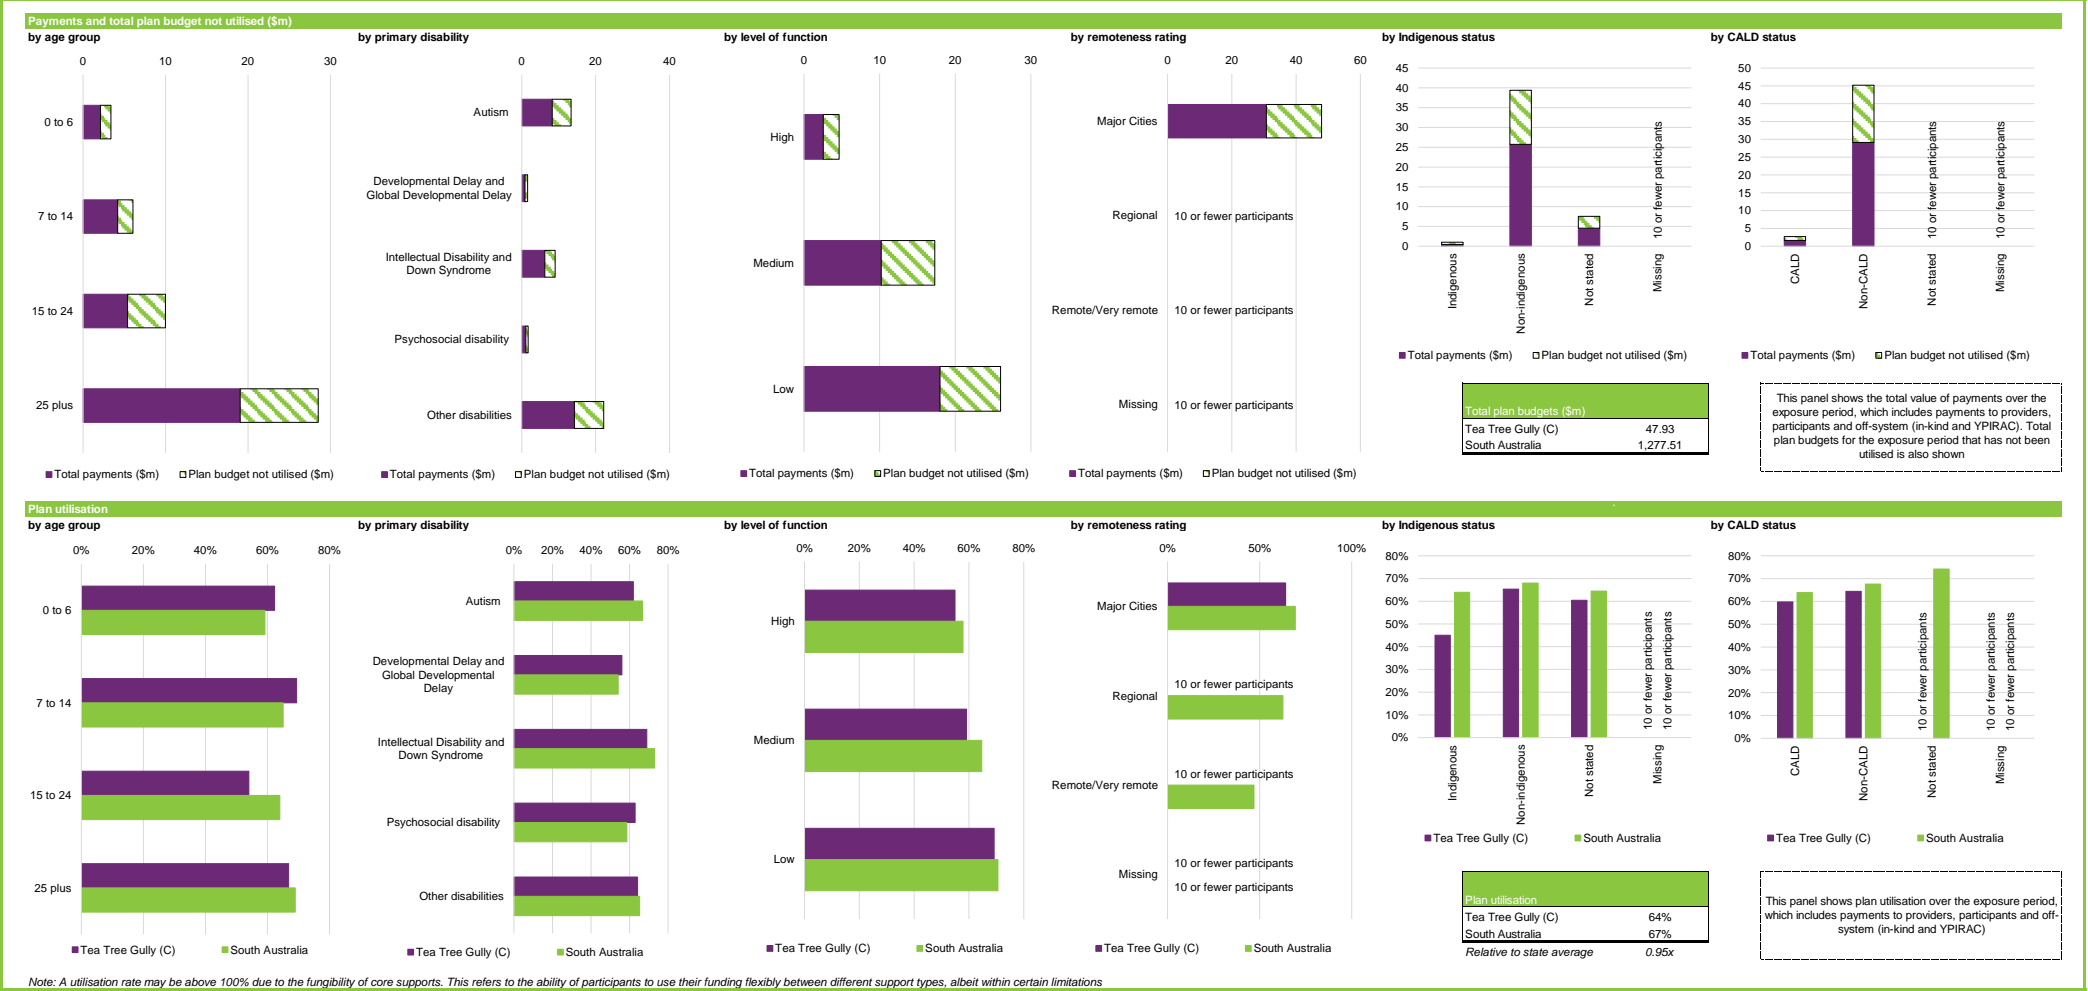 Payments and total plan budget not utilised ($m)
by age group
0 10 20 30
0 to 6
7 to 14
15 to 24
25 plus
Total payments ($m) Plan budget not utilised ($m)
by primary disability
0 20 40
Autism
Developmental Delay and
Global Developmental Delay
Intellectual Disability and
Down Syndrome
Psychosocial disability
Other disabilities
Total payments ($m) Plan budget not utilised ($m)
by level of function
0 10 20 30
High
Medium
Low
Total payments ($m) Plan budget not utilised ($m)
by remoteness rating
0 20 40 60
Major Cities
Regional 10 or fewer participants
Remote/Very remote 10 or fewer participants
Missing 10 or fewer participants
Total payments ($m) Plan budget not utilised ($m)
by Indigenous status
45
40
35
30
25
20
15
10
5
0
10 or fewer participants
Indigenous
Non-indigenous
Not stated
Missing
Total payments ($m) Plan budget not utilised ($m)
Total plan budgets ($m)
Tea Tree Gully (C) 47.93
South Australia 1,277.51
by CALD status
50
45
40
35
30
25
20
15
10
5
0
10 or fewer participants
10 or fewer participants
CALD
Non-CALD
Not stated
Missing
Total payments ($m) Plan budget not utilised ($m)
This panel shows the total value of payments over the
exposure period, which includes payments to providers,
participants and off-system (in-kind and YPIRAC). Total
plan budgets for the exposure period that has not been
utilised is also shown
Plan utilisation
by age group
0% 20% 40% 60% 80%
0 to 6
7 to 14
15 to 24
25 plus
Tea Tree Gully (C) South Australia
by primary disability
0% 20% 40% 60% 80%
Autism
Developmental Delay and
Global Developmental
Delay
Intellectual Disability and
Down Syndrome
Psychosocial disability
Other disabilities
Tea Tree Gully (C) South Australia
by level of function
0% 20% 40% 60% 80%
High
Medium
Low
Tea Tree Gully (C) South Australia
by remoteness rating
0% 50% 100%
Major Cities
Regional
10 or fewer participants
Remote/Very remote
10 or fewer participants
Missing
10 or fewer participants
10 or fewer participants
Tea Tree Gully (C) South Australia
by Indigenous status
80%
70%
60%
50%
40%
30%
20%
10%
0%
10 or fewer participants
10 or fewer participants
Indigenous
Non-indigenous
Not stated
Missing
Tea Tree Gully (C) South Australia
Plan utilisation
Tea Tree Gully (C) 64%
South Australia 67%
Relative to state average 0.95x
by CALD status
80%
70%
60%
50%
40%
30%
20%
10%
0%
10 or fewer participants
10 or fewer participants
10 or fewer participants
CALD
Non-CALD
Not stated
Missing
Tea Tree Gully (C) South Australia
This panel shows plan utilisation over the exposure period,
which includes payments to providers, participants and off-
system (in-kind and YPIRAC)
Note: A utilisation rate may be above 100% due to the fungibility of core supports. This refers to the ability of participants to use their funding flexibly between different support types, albeit within certain limitations